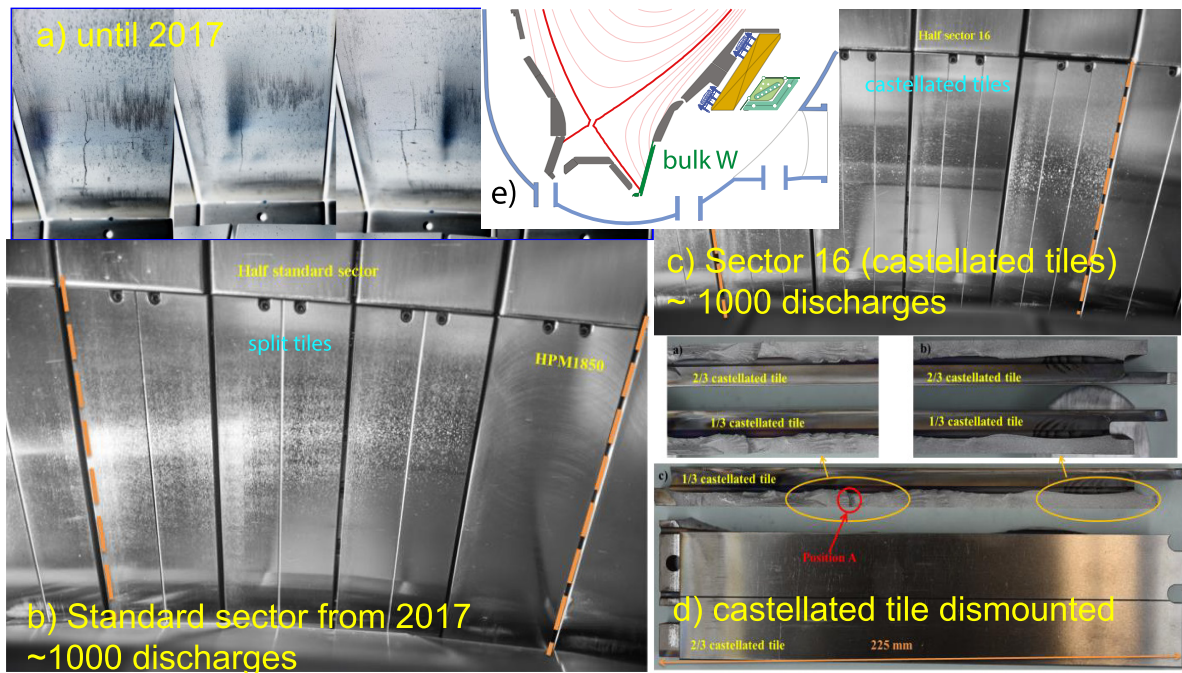 a) until 2017
e)
bulk W
Half sector 16
castellated tiles
c) Sector 16 (castellated tiles)
~ 1000 discharges
Half standard sector
split tiles
HPM1850
b) Standard sector from 2017
~1000 discharges
a)
2/3 castellated tile
1/3 castellated tile
b)
2/3 castellated tile
1/3 castellated tile
c)
1/3 castellated tile
Position A
d) castellated tile dismounted
2/3 castellated tile
225 mm